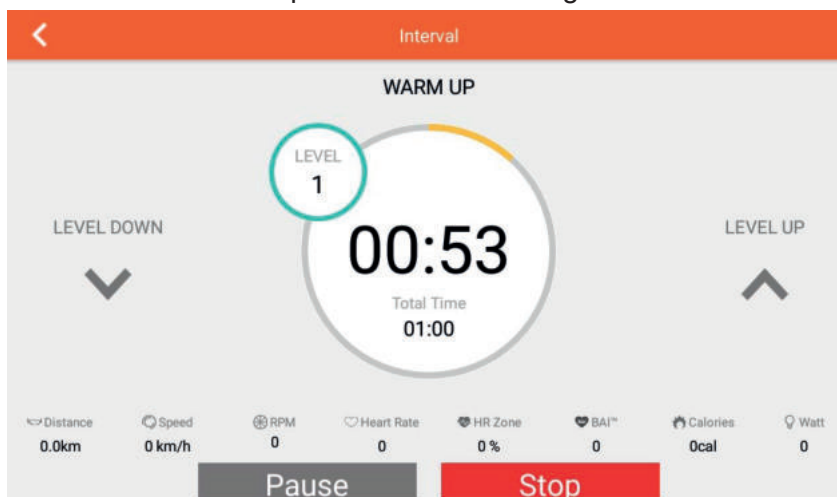 Interval
WARM UP
LEVEL
1
LEVEL DOWN
LEVEL UP
00:53
Total Time
01:00
Distance Speed RPM Heart Rate HR Zone BAI™ Calories Watt
0.0km 0 km/h 0 0 0 % 0 0cal 0
Pause Stop